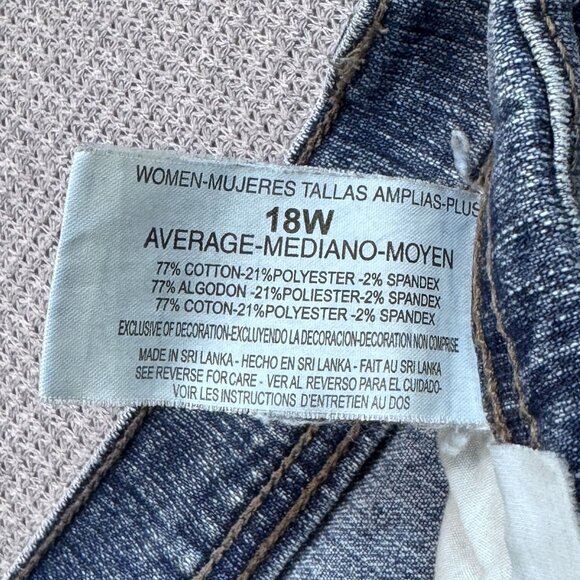 WOMEN-MUJERES TALLAS AMPLIAS-PLUS
18W
AVERAGE-MEDIANO-MOYEN
77% COTTON-21%POLYESTER -2% SPANDEX
77% ALGODON -21%POLIESTER-2% SPANDEX
77% COTON-21%POLYESTER -2% SPANDEX
EXCLUSIVE OF DECORATION-EXCLUYENDO LA DECORACION-DECORATION NON COMPRISE
MADE IN SRI LANKA - HECHO EN SRI LANKA - FAIT AU SRI LANKA
SEE REVERSE FOR CARE - VER AL REVERSO PARA EL CUIDADO-
VOIR LES INSTRUCTIONS D'ENTRETIEN AU DOS